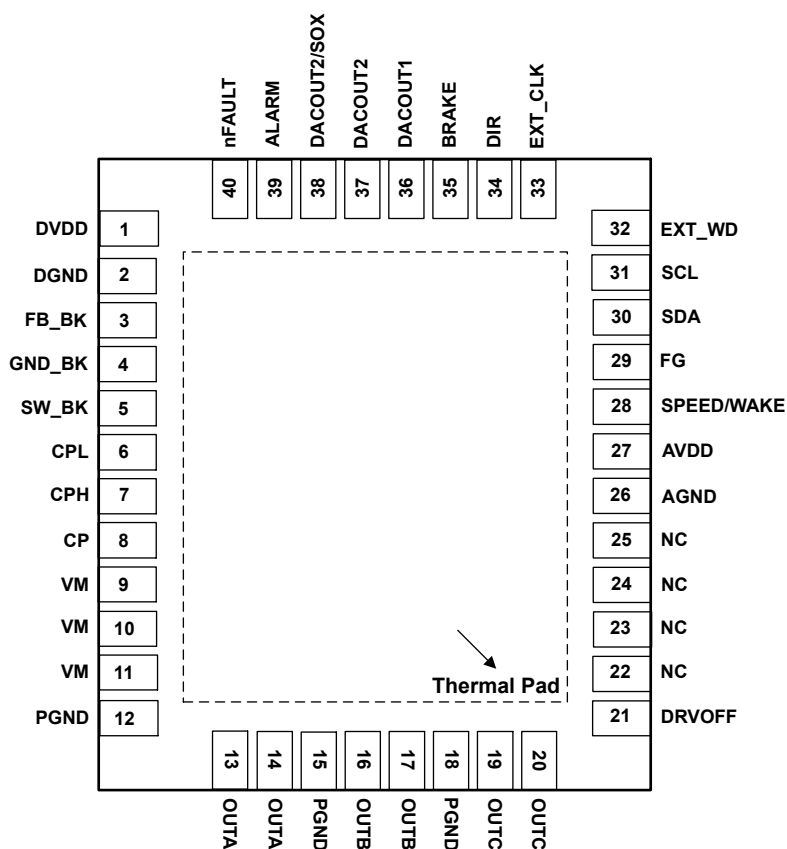 nFAULT
ALARM
DACOUT2/SOX
DACOUT2
DACOUT1
BRAKE
DIR
EXT_CLK
40
39
38
37
36
35
34
33
DVDD 1
DGND 2
FB_BK 3
GND_BK 4
SW_BK 5
CPL 6
CPH 7
CP 8
VM 9
VM 10
VM 11
PGND 12
32 EXT_WD
31 SCL
30 SDA
29 FG
28 SPEED/WAKE
27 AVDD
26 AGND
25 NC
24 NC
23 NC
22 NC
21 DRVOFF
Thermal Pad
13
14
15
16
17
18
19
20
OUTA
OUTA
PGND
OUTB
OUTB
PGND
OUTC
OUTC